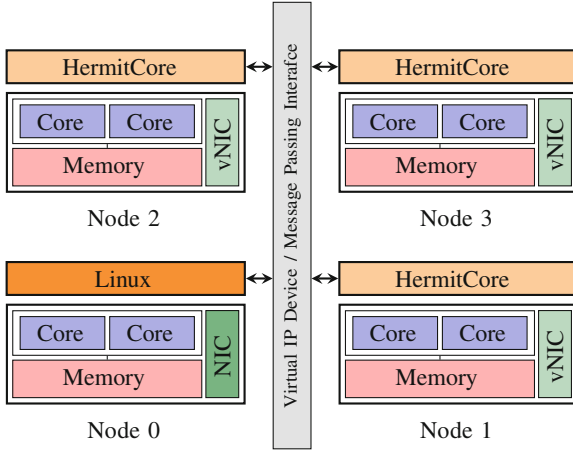 HermitCore
Core Core
vNIC
Memory
Node 2
HermitCore
Core Core
vNIC
Memory
Node 3
Virtual IP Device / Message Passing Interafce
Linux
Core Core
NIC
Memory
Node 0
HermitCore
Core Core
vNIC
Memory
Node 1